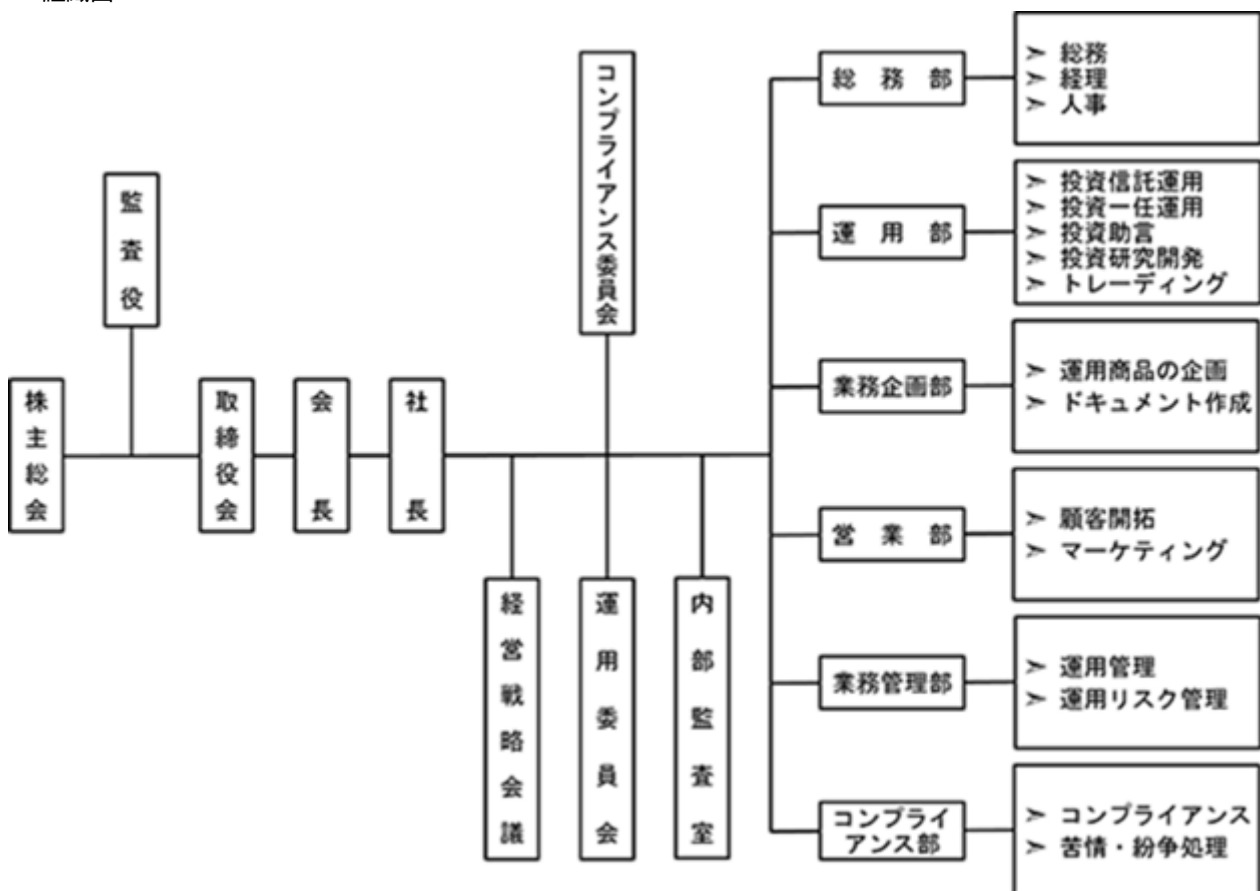 株主総会
監査役
取締役会
会長
社長
コンプライアンス委員会
経営戦略会議
運用委員会
内部監査室
総務部
➢ 総務
➢ 経理
➢ 人事
運用部
➢ 投資信託運用
➢ 投資一任運用
➢ 投資助言
➢ 投資研究開発
➢ トレーディング
業務企画部
➢ 運用商品の企画
➢ ドキュメント作成
営業部
➢ 顧客開拓
➢ マーケティング
業務管理部
➢ 運用管理
➢ 運用リスク管理
コンプライ
アンス部
➢ コンプライアンス
➢ 苦情・紛争処理